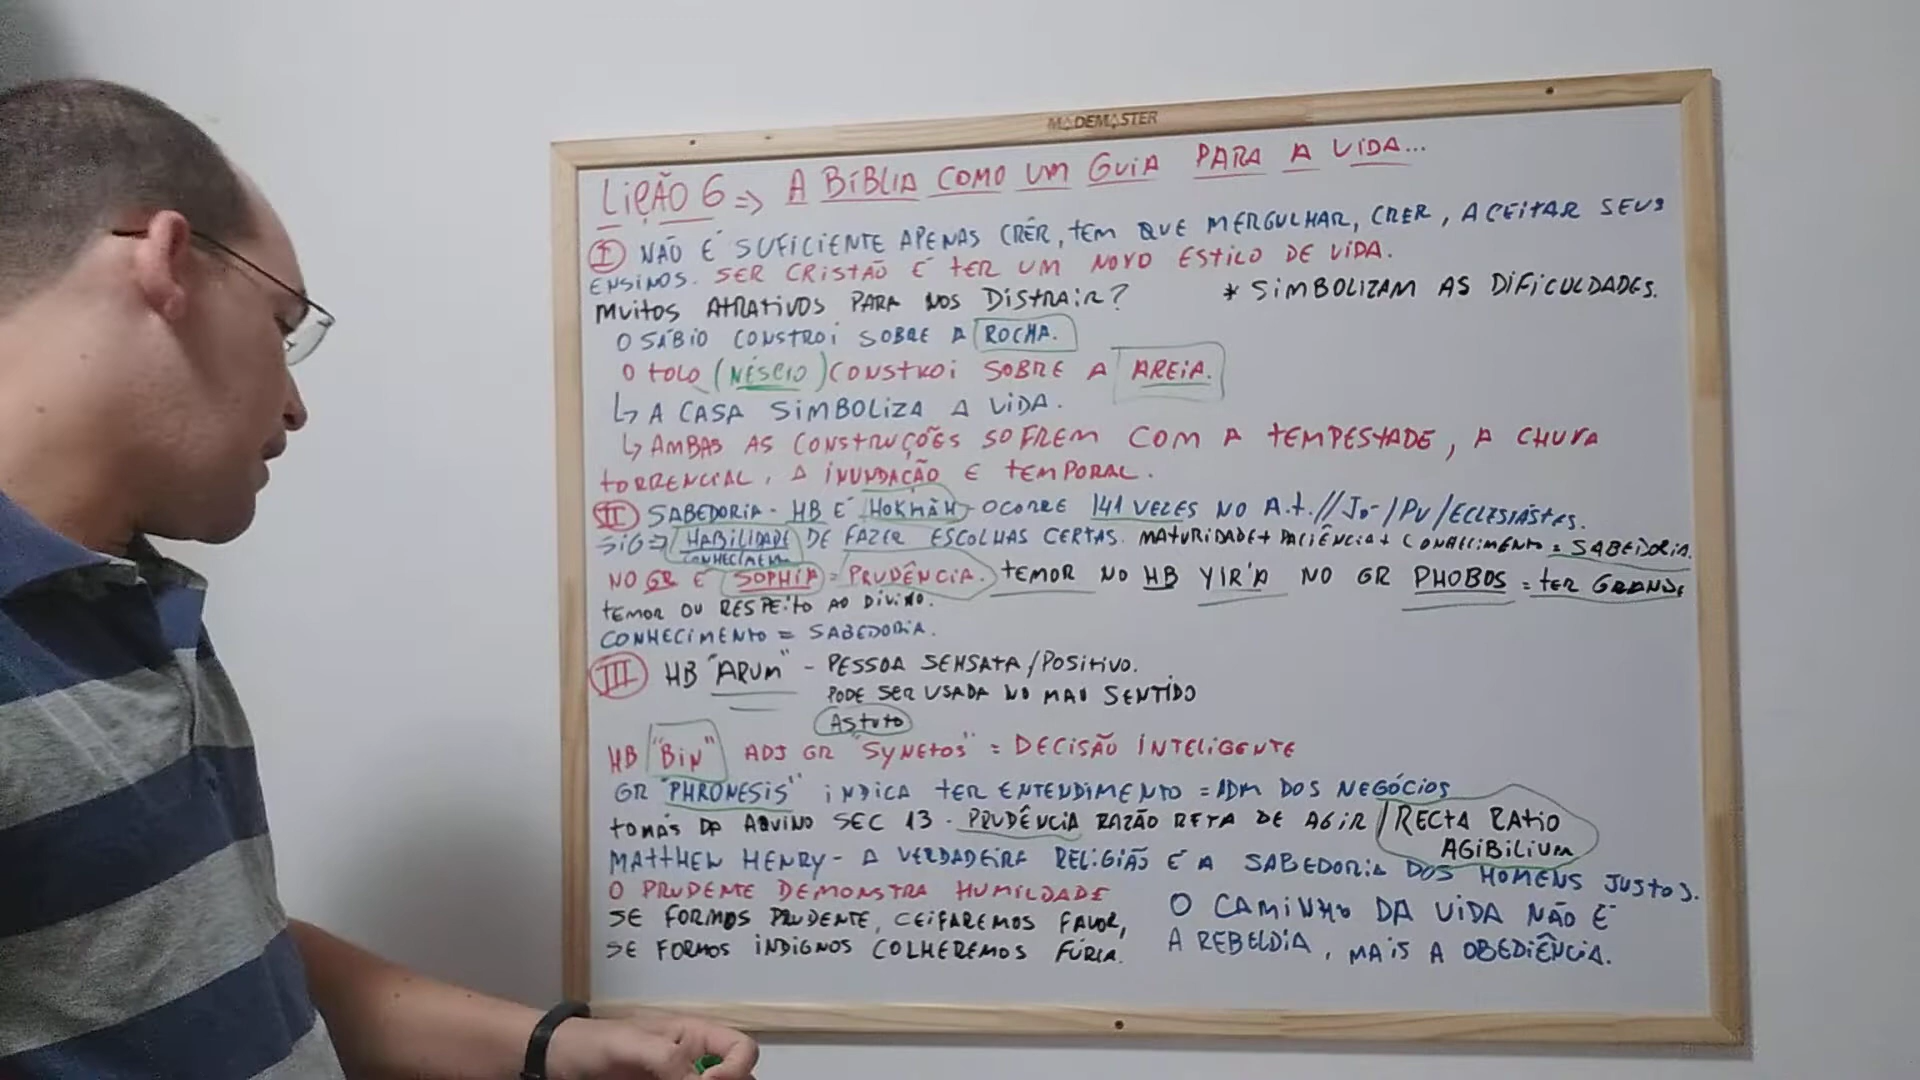 MADEMASTER
LIÇÃO 6 => A BÍBLIA COMO UM GUIA PARA A VIDA...
I NÃO É SUFICIENTE APENAS CRÊR, TEM QUE MERGULHAR, CRER, ACEITAR SEUS
ENSINOS. SER CRISTÃO É TER UM NOVO ESTILO DE VIDA.
MUITOS ATRATIVOS PARA NOS DISTRAIR? * SIMBOLIZAM AS DIFICULDADES.
O SÁBIO CONSTROI SOBRE A ROCHA.
O TOLO (NÉSCIO) CONSTROI SOBRE A AREIA.
↳ A CASA SIMBOLIZA A VIDA.
↳ AMBAS AS CONSTRUÇÕES SOFREM COM A TEMPESTADE, A CHUVA
TORRENCIAL, A INUNDAÇÃO E TEMPORAL.
II SABEDORIA - HB É HOKMÀH - OCORRE 141 VEZES NO A.T. // JÓ - / PV / ECLESIÁSTES.
SIG => HABILIDADE DE FAZER ESCOLHAS CERTAS. MATURIDADE + PACIÊNCIA + CONHECIMENTO = SABEDORIA.
CONHECIMENTO
NO GR É SOPHIA = PRUDÊNCIA. TEMOR NO HB YIR'A NO GR PHOBOS = TER GRANDE
TEMOR OU RESPEITO AO DIVINO.
CONHECIMENTO = SABEDORIA.
III HB "ARUM" - PESSOA SENSATA / POSITIVO.
PODE SER USADA NO MAU SENTIDO
ASTUTO
HB "BIN" ADJ GR "SYNETOS" = DECISÃO INTELIGENTE
GR "PHRONESIS" INDICA TER ENTENDIMENTO = ADM DOS NEGÓCIOS
TOMÁS DA AQUINO SEC 13 - PRUDÊNCIA RAZÃO RETA DE AGIR / RECTA RATIO
AGIBILIUM
MATTHEW HENRY - A VERDADEIRA RELIGIÃO É A SABEDORIA DOS HOMENS JUSTOS.
O PRUDENTE DEMONSTRA HUMILDADE
SE FORMOS PRUDENTE, CEIFAREMOS FAVOR,
SE FORMOS INDIGNOS COLHEREMOS FÚRIA.
O CAMINHO DA VIDA NÃO É
A REBELDIA, MAIS A OBEDIÊNCIA.